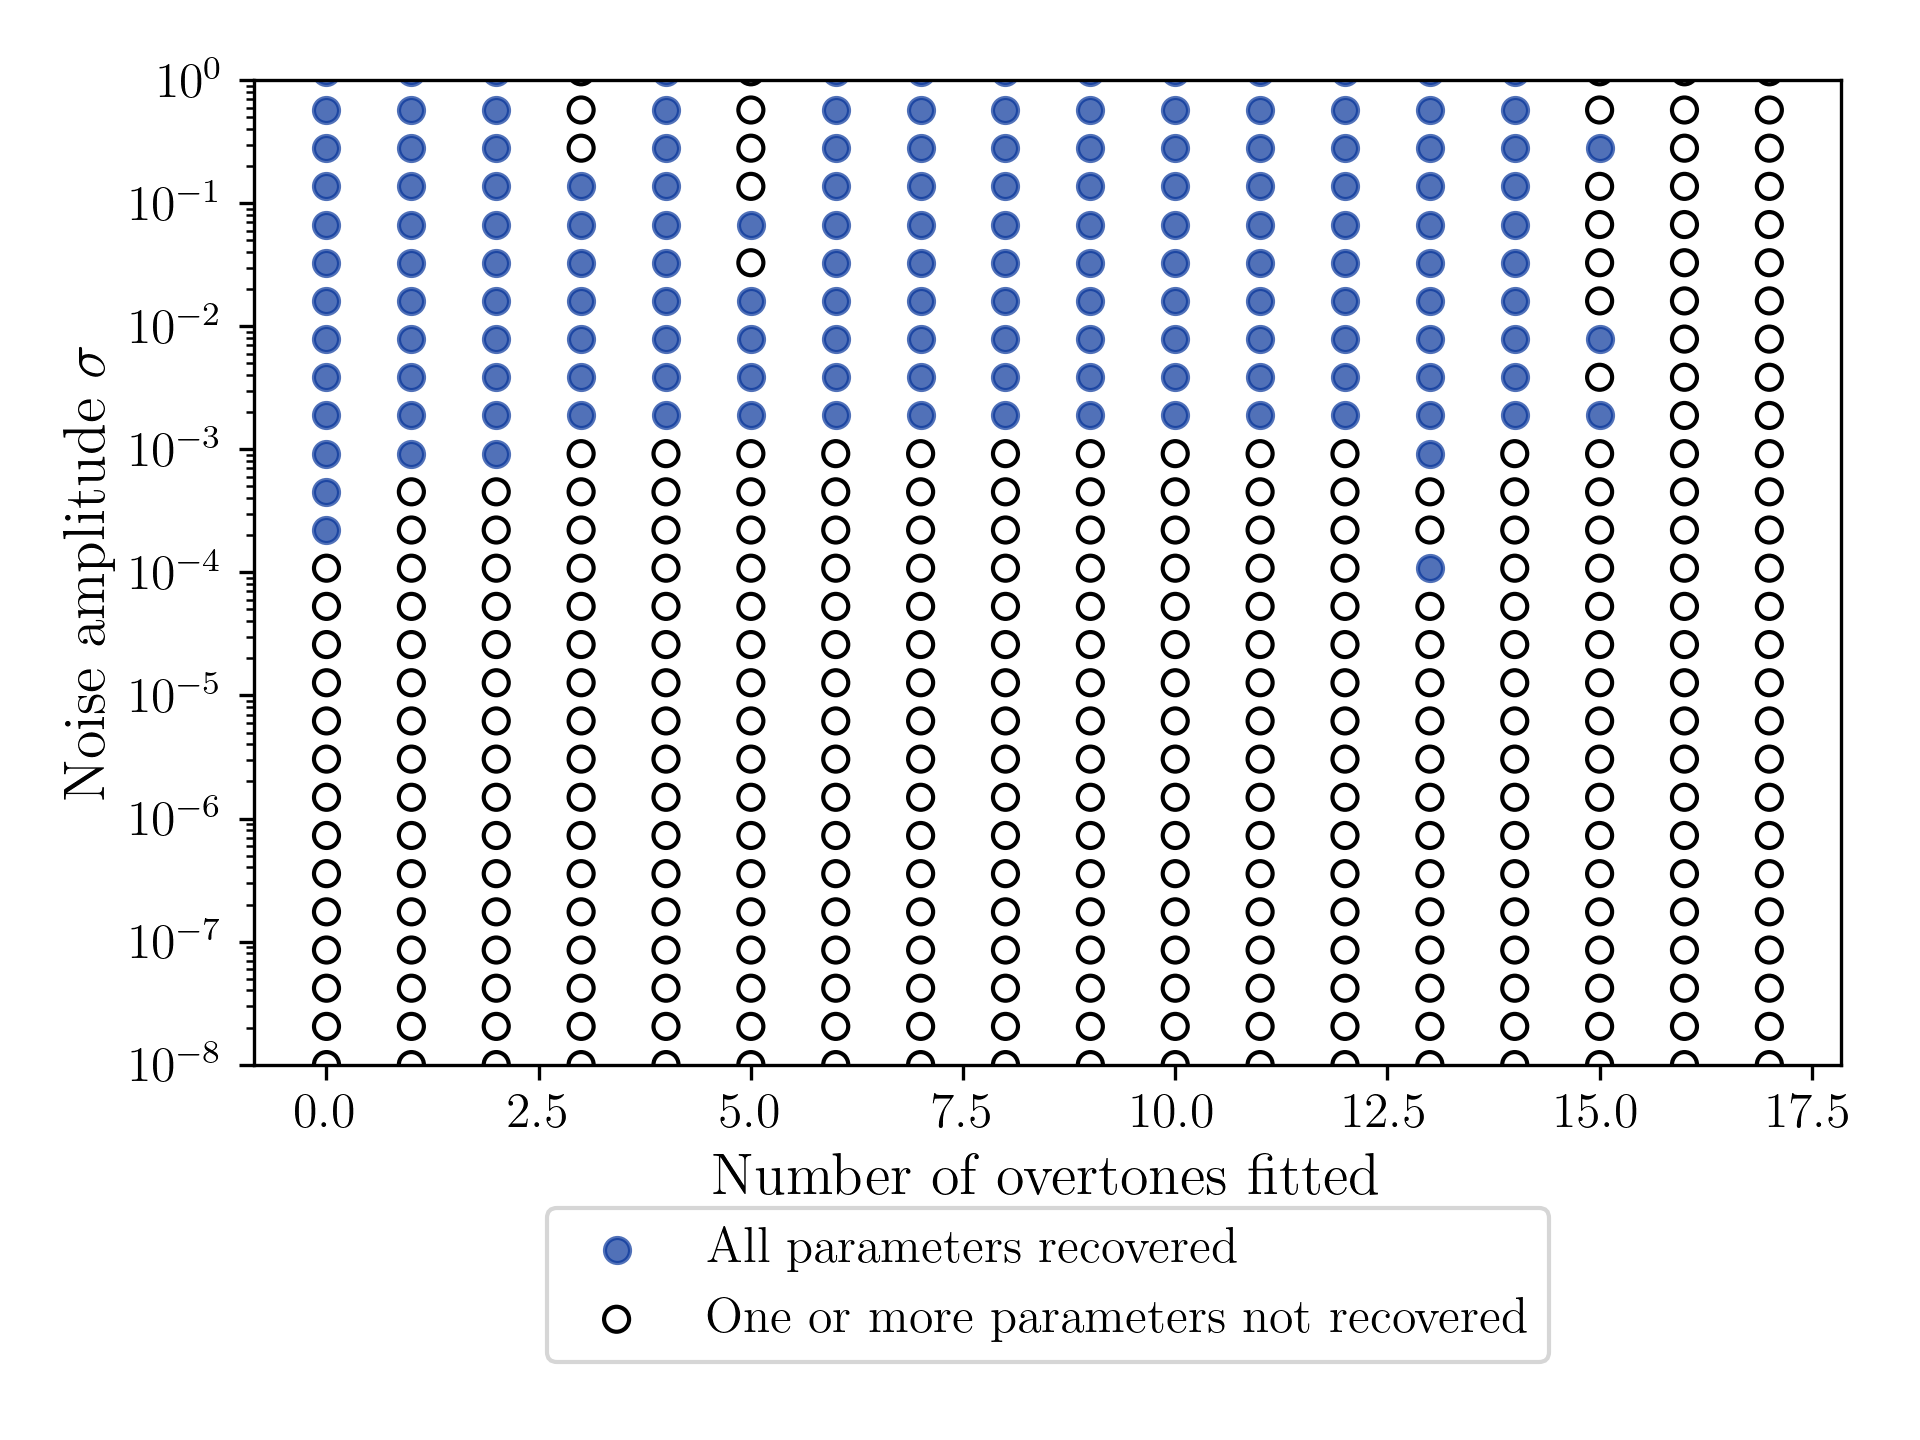 10⁰
10⁻¹
10⁻²
10⁻³
10⁻⁴
10⁻⁵
10⁻⁶
10⁻⁷
10⁻⁸
Noise amplitude σ
0.0 2.5 5.0 7.5 10.0 12.5 15.0 17.5
Number of overtones fitted
All parameters recovered
One or more parameters not recovered